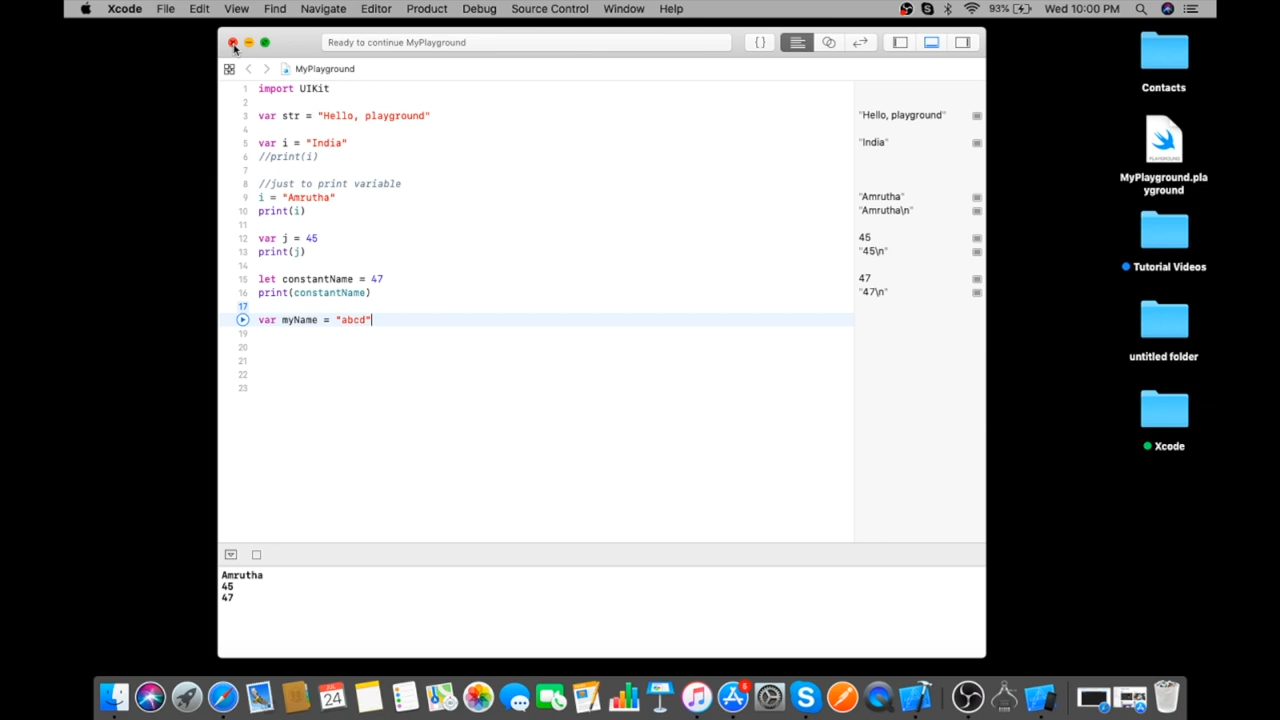 Xcode File Edit View Find Navigate Editor Product Debug Source Control Window Help 93% Wed 10:00 PM
Ready to continue MyPlayground
MyPlayground
1 import UIKit
2
3 var str = "Hello, playground" "Hello, playground"
4
5 var i = "India" "India"
6 //print(i)
7
8 //just to print variable
9 i = "Amrutha" "Amrutha"
10 print(i) "Amrutha\n"
11
12 var j = 45 45
13 print(j) "45\n"
14
15 let constantName = 47 47
16 print(constantName) "47\n"
17
var myName = "abcd"
19
20
21
22
23
Amrutha
45
47
Contacts
PLAYGROUND
MyPlayground.pla
yground
Tutorial Videos
untitled folder
Xcode
24
5